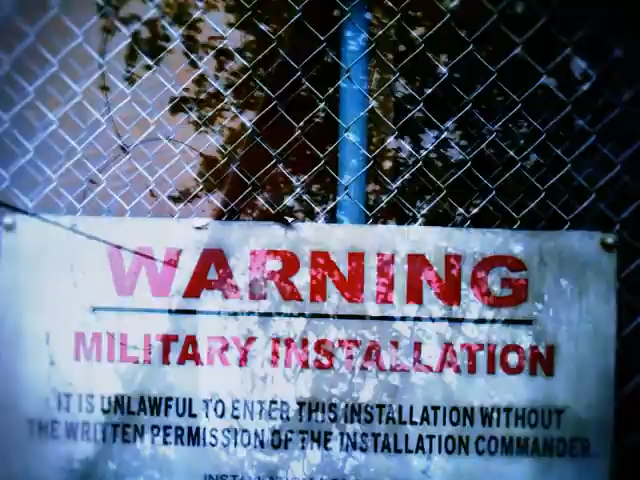 WARNING
MILITARY INSTALLATION
IT IS UNLAWFUL TO ENTER THIS INSTALLATION WITHOUT
THE WRITTEN PERMISSION OF THE INSTALLATION COMMANDER.